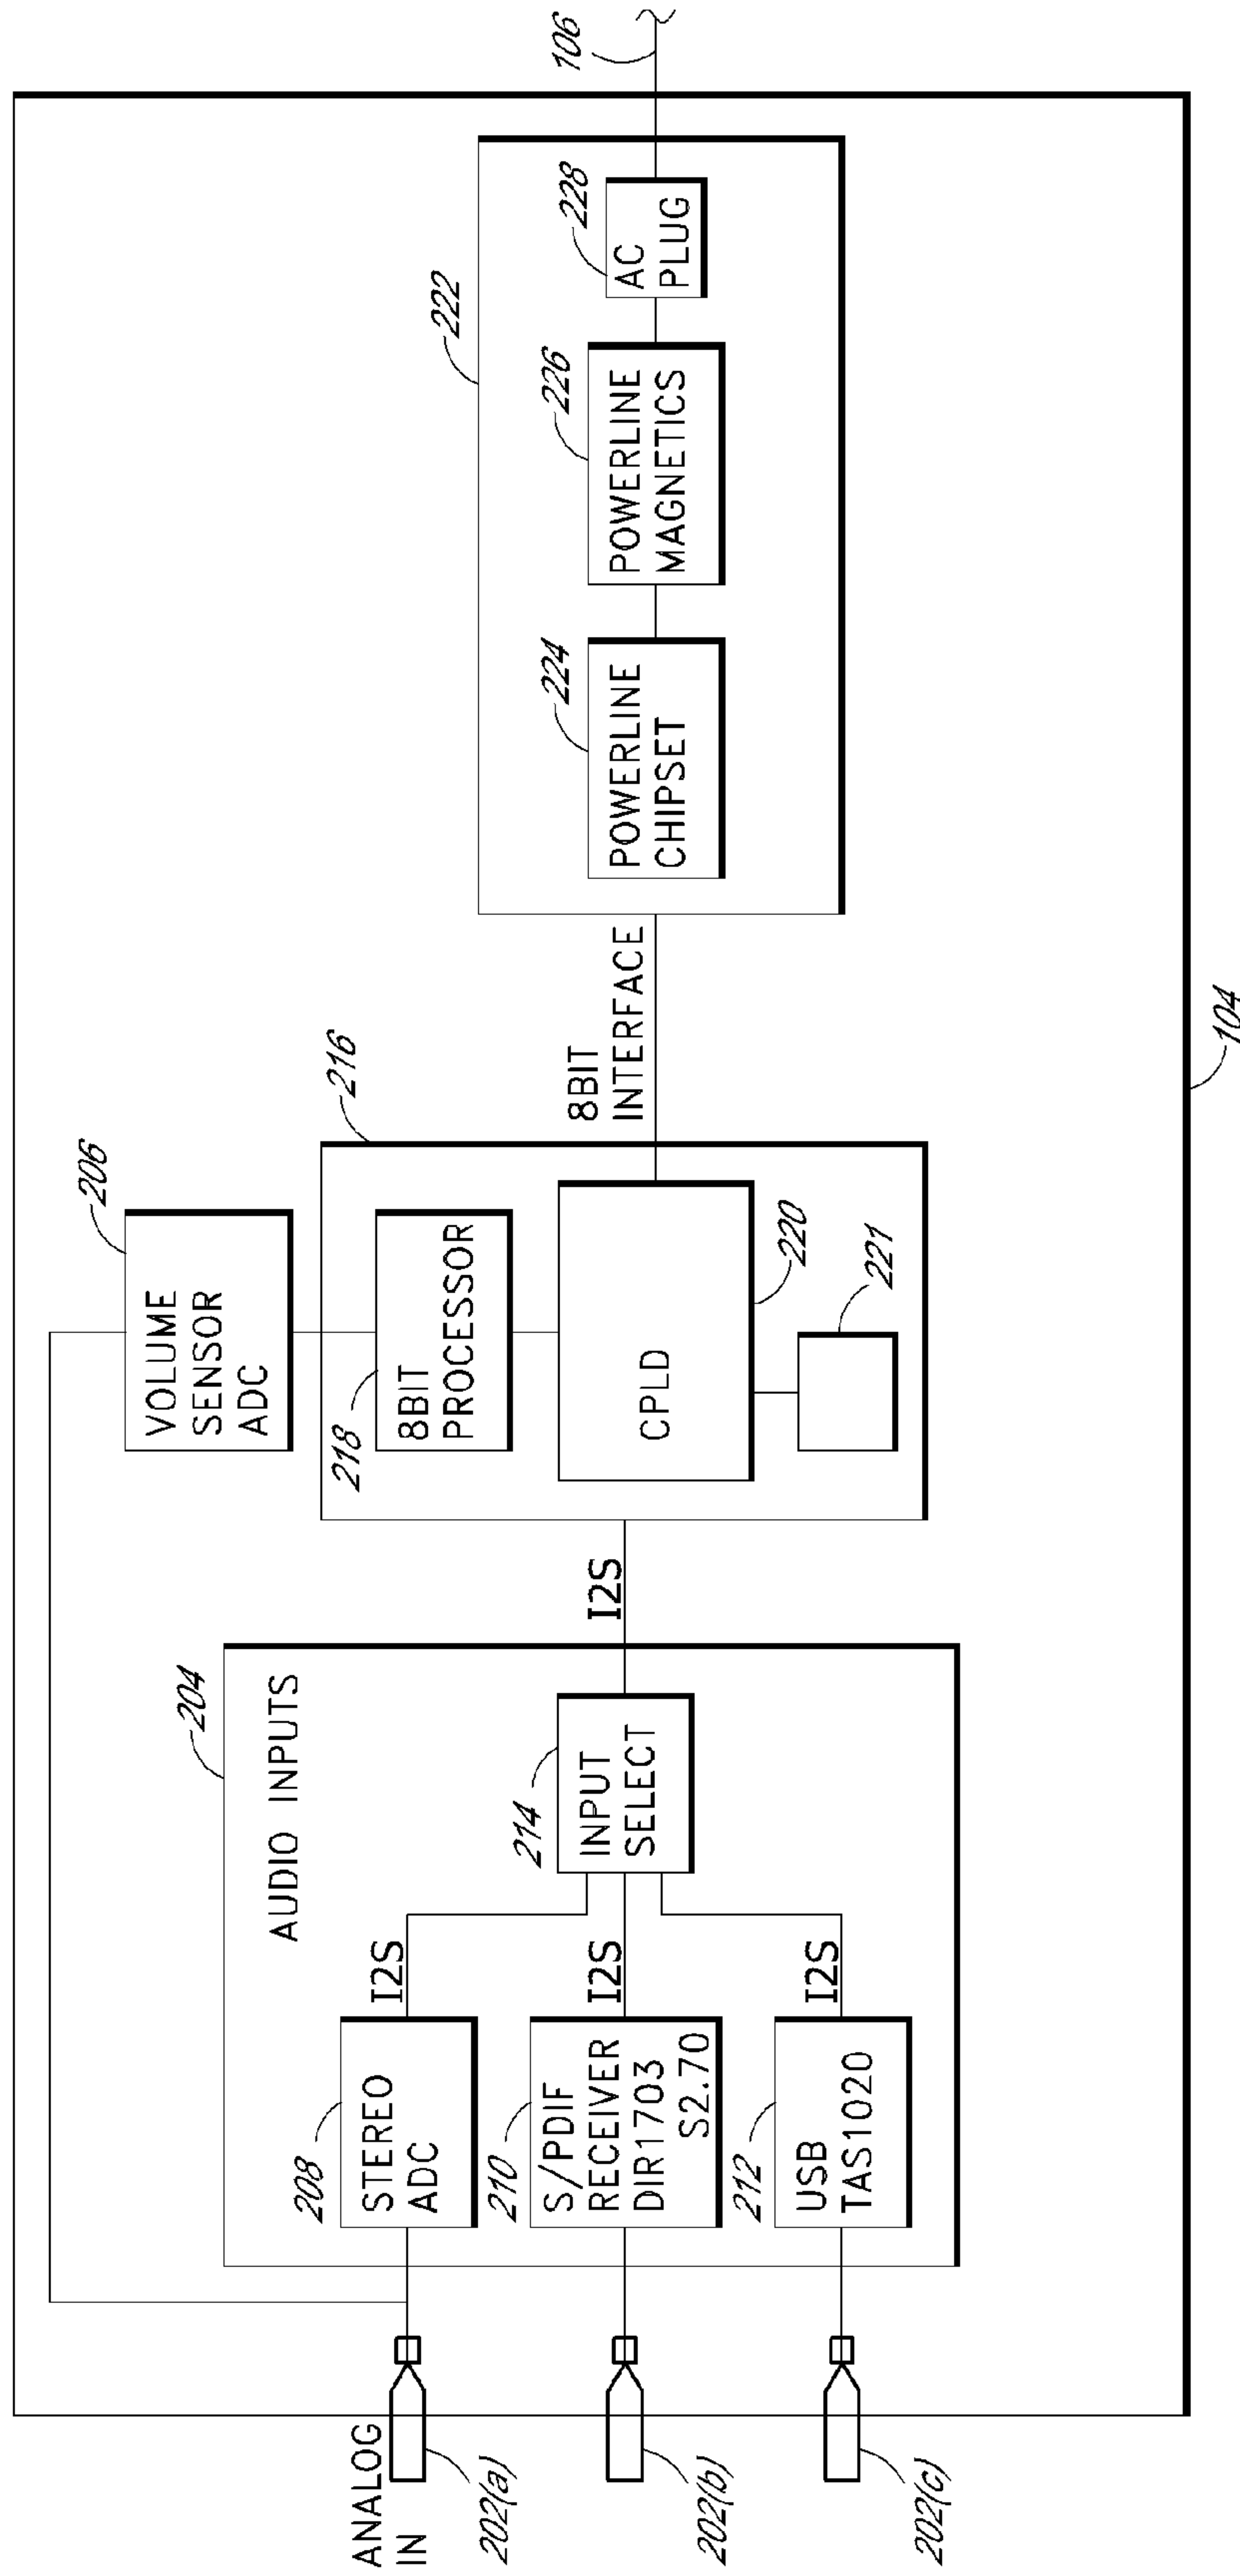 106
222
228
AC
PLUG
226
POWERLINE
MAGNETICS
224
POWERLINE
CHIPSET
8BIT
INTERFACE
104
206
VOLUME
SENSOR
ADC
216
218
8BIT
PROCESSOR
CPLD
220
221
I2S
204
AUDIO INPUTS
214
INPUT
SELECT
I2S
I2S
I2S
208
STEREO
ADC
210
S/PDIF
RECEIVER
DIR1703
S2.70
212
USB
TAS1020
ANALOG
IN
202(a)
202(b)
202(c)